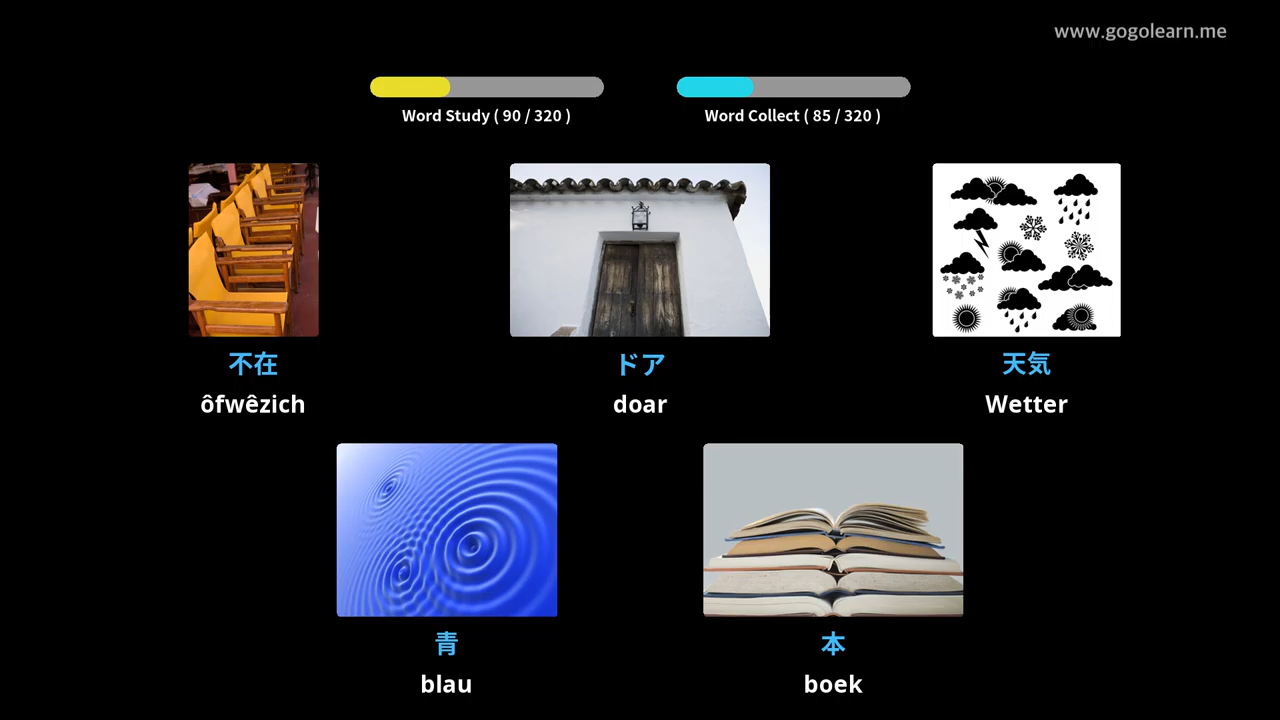 www.gogolearn.me
Word Study ( 90 / 320 )
Word Collect ( 85 / 320 )
不在
ôfwêzich
ドア
doar
天気
Wetter
青
blau
本
boek